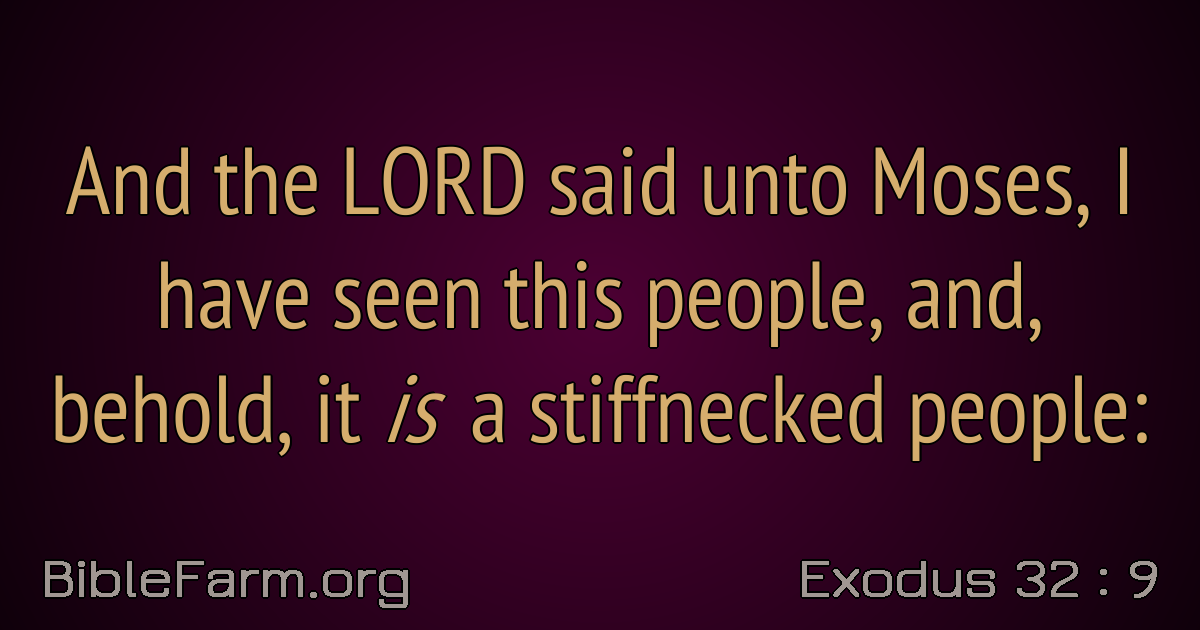 And the LORD said unto Moses, I
have seen this people, and,
behold, it is a stiffnecked people:
BibleFarm.org
Exodus 32 : 9